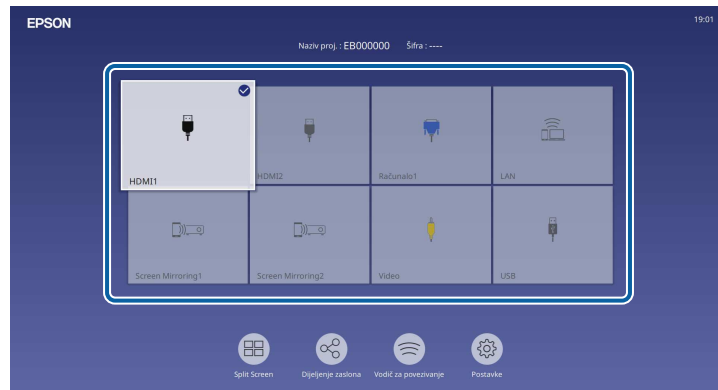 EPSON
19:01
Naziv proj. : EB000000 Šifra : ----
HDMI1
HDMI2
Računalo1
LAN
Screen Mirroring1
Screen Mirroring2
Video
USB
Split Screen
Dijeljenje zaslona
Vodič za povezivanje
Postavke